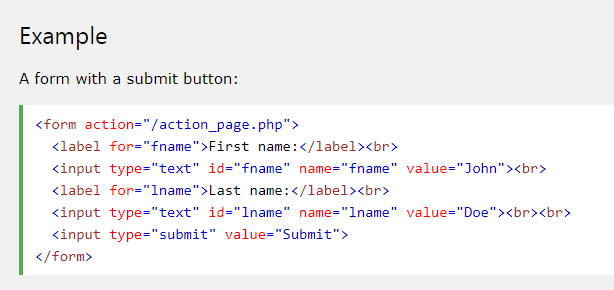 Example
A form with a submit button:
<form action="/action_page.php">
  <label for="fname">First name:</label><br>
  <input type="text" id="fname" name="fname" value="John"><br>
  <label for="lname">Last name:</label><br>
  <input type="text" id="lname" name="lname" value="Doe"><br><br>
  <input type="submit" value="Submit">
</form>